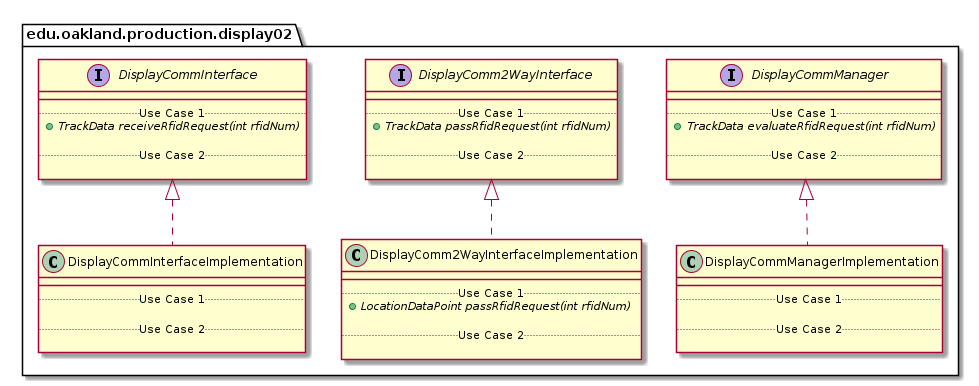 edu.oakland.production.display02
I DisplayCommInterface
Use Case 1
TrackData receiveRfidRequest(int rfidNum)
Use Case 2
I DisplayComm2WayInterface
Use Case 1
TrackData passRfidRequest(int rfidNum)
Use Case 2
I DisplayCommManager
Use Case 1
TrackData evaluateRfidRequest(int rfidNum)
Use Case 2
C DisplayCommInterfaceImplementation
Use Case 1
Use Case 2
C DisplayComm2WayInterfaceImplementation
Use Case 1
LocationDataPoint passRfidRequest(int rfidNum)
Use Case 2
C DisplayCommManagerImplementation
Use Case 1
Use Case 2